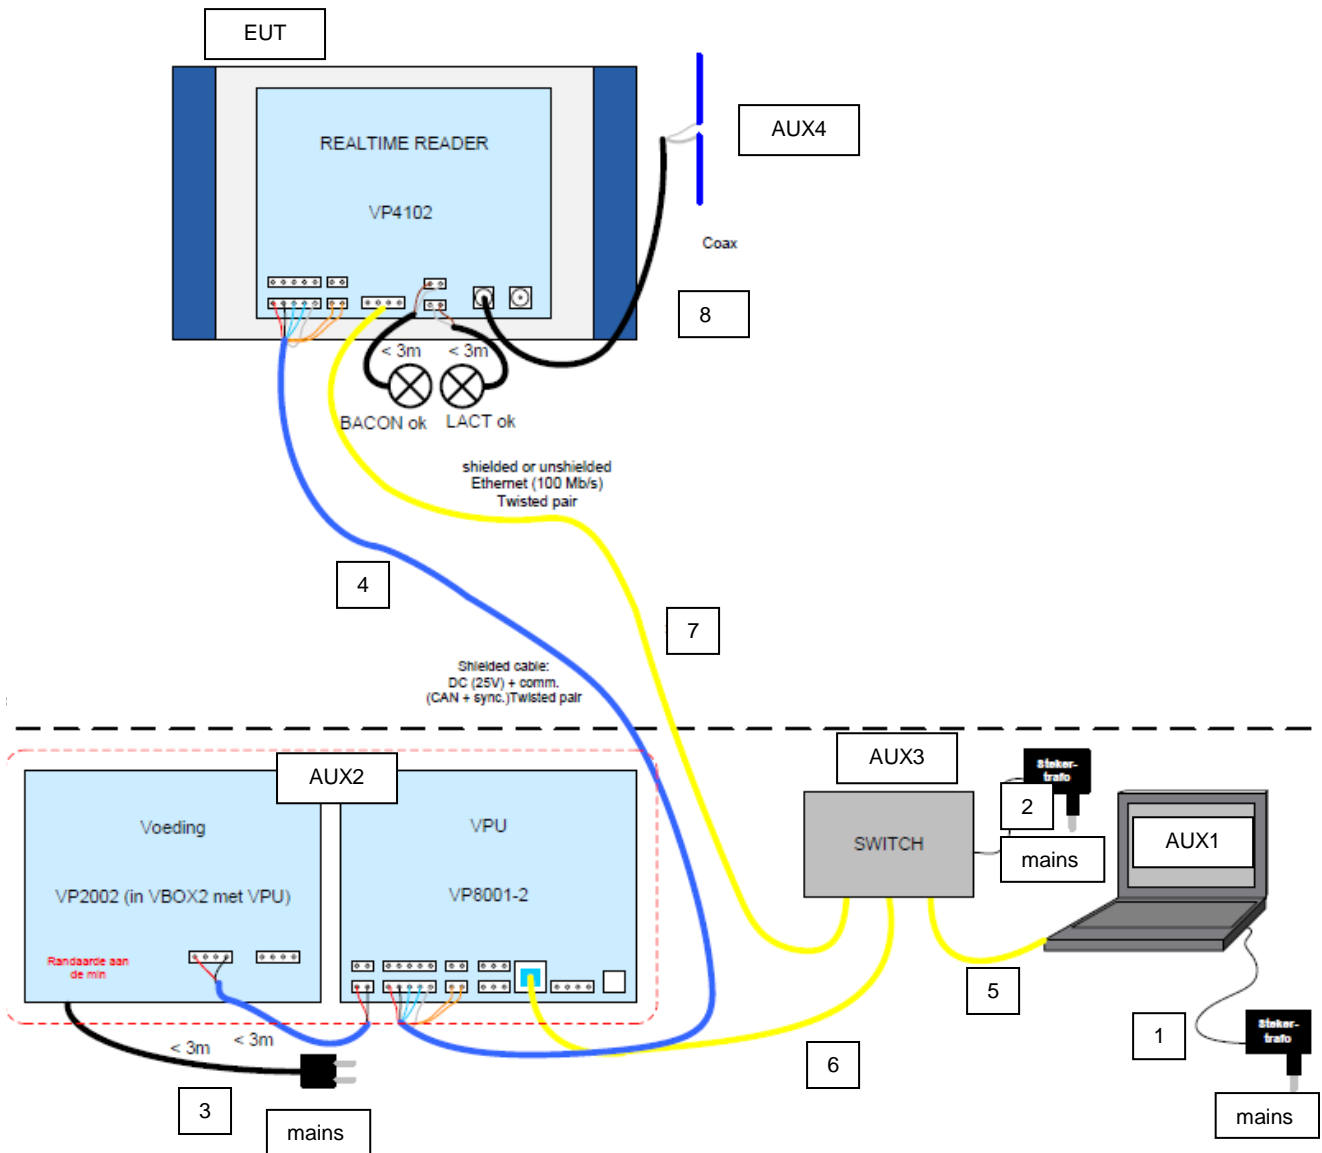 EUT
REALTIME READER
VP4102
AUX4
Coax
8
< 3m
< 3m
BACON ok
LACT ok
shielded or unshielded
Ethernet (100 Mb/s)
Twisted pair
4
7
Shielded cable:
DC (25V) + comm.
(CAN + sync.)Twisted pair
AUX2
AUX3
Steker-
trafo
2
mains
AUX1
SWITCH
Voeding
VP2002 (in VBOX2 met VPU)
Randaarde aan
de min
VPU
VP8001-2
5
1
Steker-
trafo
mains
6
< 3m
< 3m
3
mains